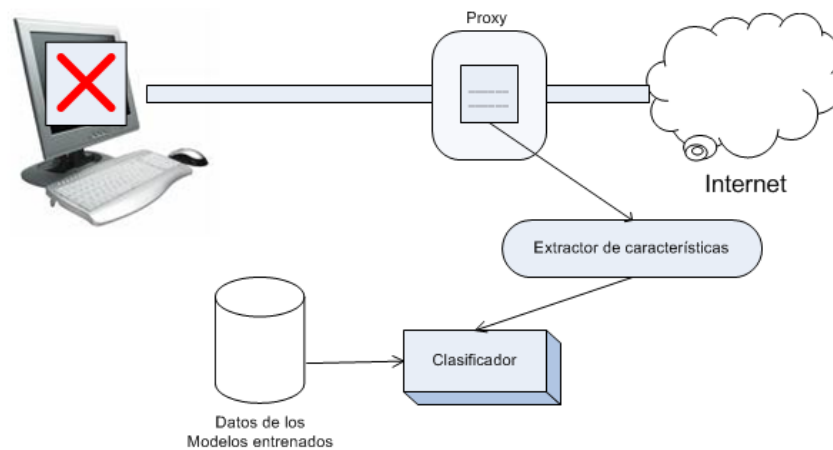 Proxy
Internet
Extractor de características
Clasificador
Datos de los
Modelos entrenados